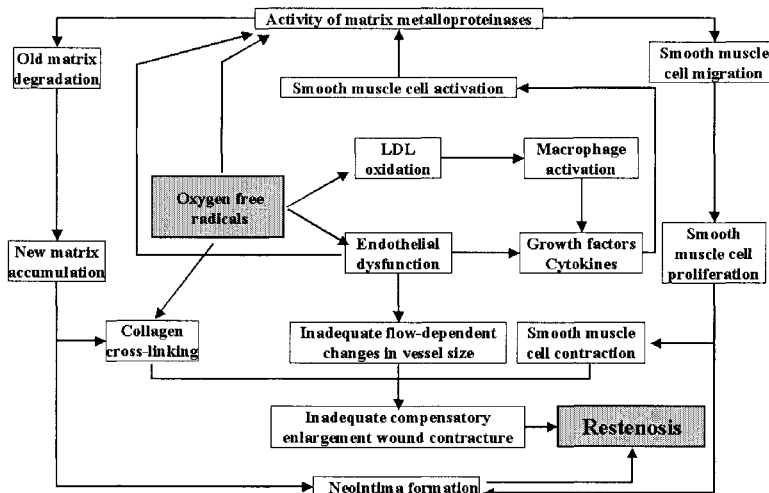 Activity of matrix metalloproteinases
Old matrix
degradation
Smooth muscle
cell migration
Smooth muscle cell activation
LDL
oxidation
Macrophage
activation
Oxygen free
radicals
New matrix
accumulation
Endothelial
dysfunction
Growth factors
Cytokines
Smooth
muscle cell
proliferation
Collagen
cross-linking
Inadequate flow-dependent
changes in vessel size
Smooth muscle
cell contraction
Inadequate compensatory
enlargement wound contracture
Restenosis
Neointima formation